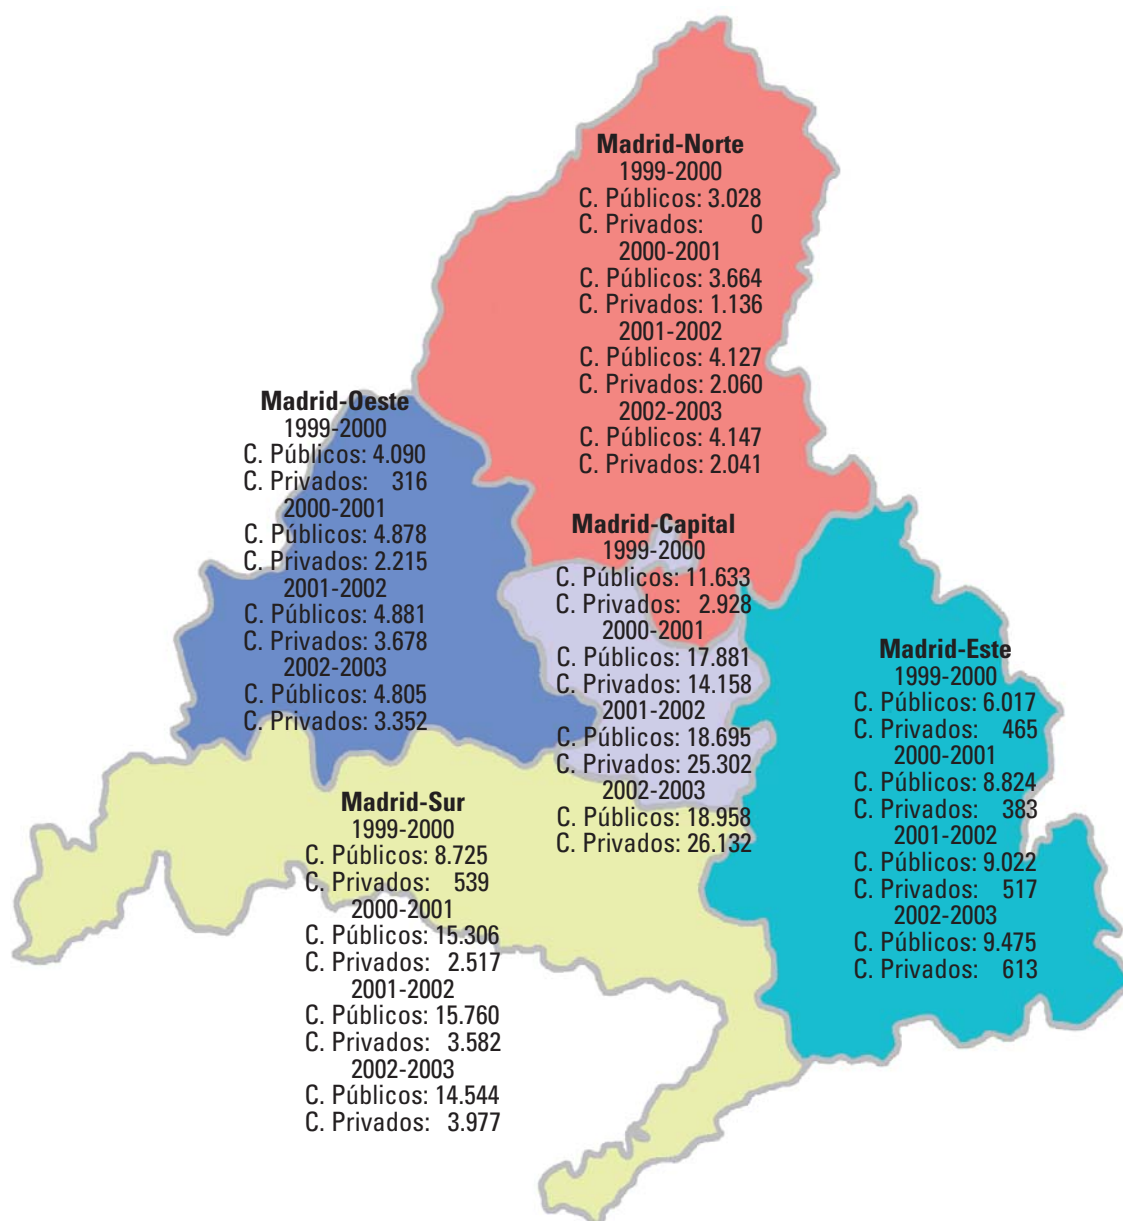 Madrid-Norte
1999-2000
C. Públicos: 3.028
C. Privados: 0
2000-2001
C. Públicos: 3.664
C. Privados: 1.136
2001-2002
C. Públicos: 4.127
C. Privados: 2.060
2002-2003
C. Públicos: 4.147
C. Privados: 2.041
Madrid-Oeste
1999-2000
C. Públicos: 4.090
C. Privados: 316
2000-2001
C. Públicos: 4.878
C. Privados: 2.215
2001-2002
C. Públicos: 4.881
C. Privados: 3.678
2002-2003
C. Públicos: 4.805
C. Privados: 3.352
Madrid-Capital
1999-2000
C. Públicos: 11.633
C. Privados: 2.928
2000-2001
C. Públicos: 17.881
C. Privados: 14.158
2001-2002
C. Públicos: 18.695
C. Privados: 25.302
2002-2003
C. Públicos: 18.958
C. Privados: 26.132
Madrid-Este
1999-2000
C. Públicos: 6.017
C. Privados: 465
2000-2001
C. Públicos: 8.824
C. Privados: 383
2001-2002
C. Públicos: 9.022
C. Privados: 517
2002-2003
C. Públicos: 9.475
C. Privados: 613
Madrid-Sur
1999-2000
C. Públicos: 8.725
C. Privados: 539
2000-2001
C. Públicos: 15.306
C. Privados: 2.517
2001-2002
C. Públicos: 15.760
C. Privados: 3.582
2002-2003
C. Públicos: 14.544
C. Privados: 3.977